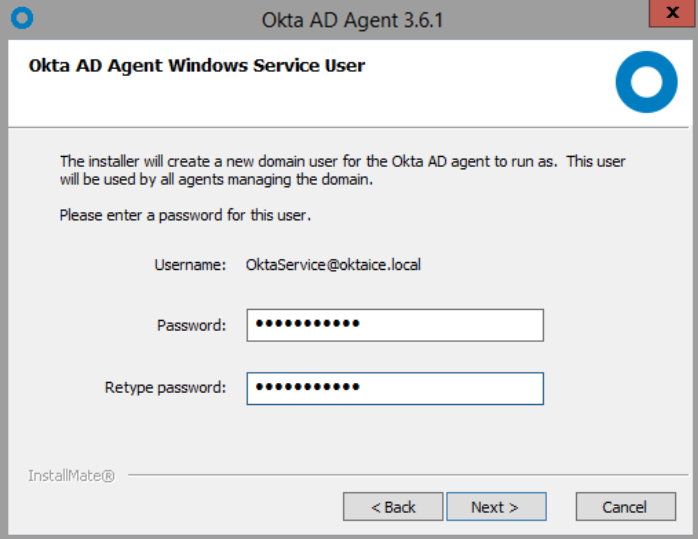 Okta AD Agent 3.6.1
x
Okta AD Agent Windows Service User
The installer will create a new domain user for the Okta AD agent to run as. This user
will be used by all agents managing the domain.
Please enter a password for this user.
Username: OktaService@oktaice.local
Password: •••••••••••
Retype password: •••••••••••
InstallMate®
< Back Next > Cancel